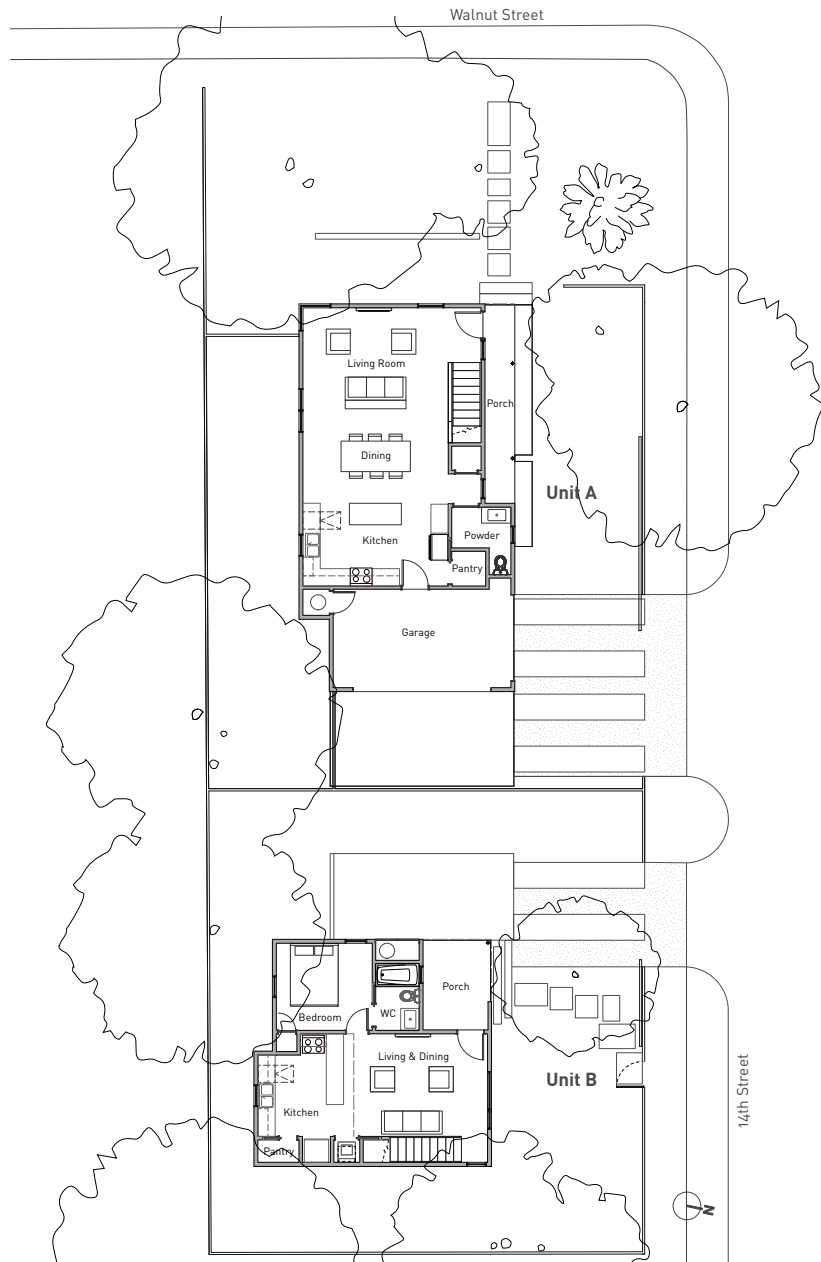 Walnut Street
Living Room
Porch
Dining
Unit A
Powder
Kitchen
Pantry
Garage
Porch
WC
Bedroom
Living & Dining
Unit B
14th Street
Kitchen
Pantry
N